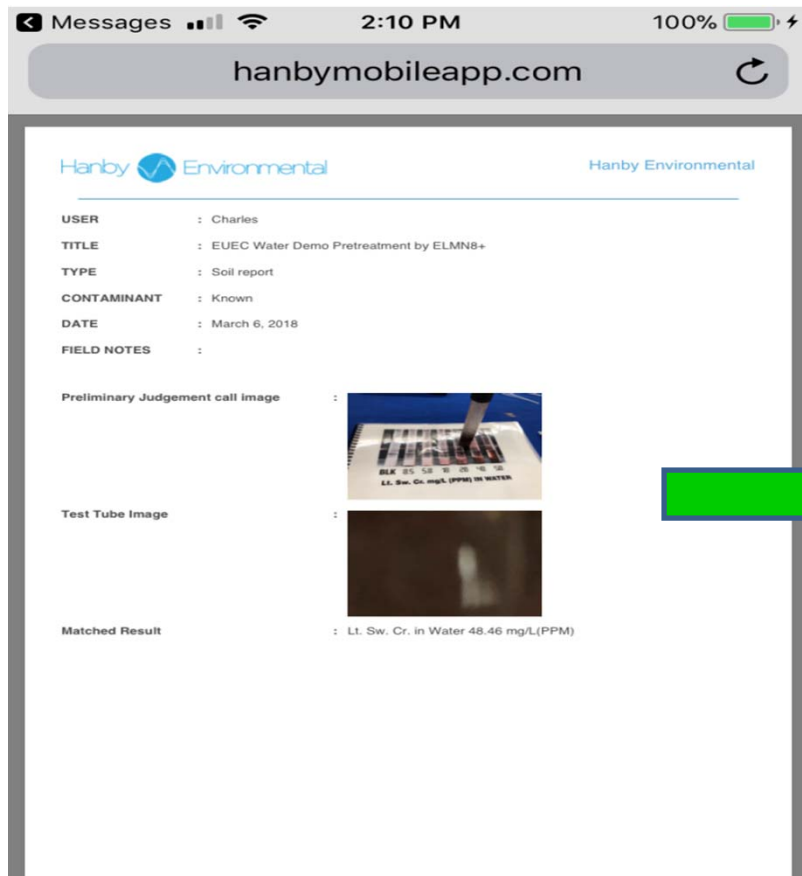 Messages 2:10 PM 100%
hanbymobileapp.com
Hanby Environmental Hanby Environmental
USER : Charles
TITLE : EUEC Water Demo Pretreatment by ELMN8+
TYPE : Soil report
CONTAMINANT : Known
DATE : March 6, 2018
FIELD NOTES :
Preliminary Judgement call image :
BLK
Lt. Sw. Cr. mg/L (PPM) IN WATER
Test Tube Image :
Matched Result : Lt. Sw. Cr. in Water 48.46 mg/L(PPM)